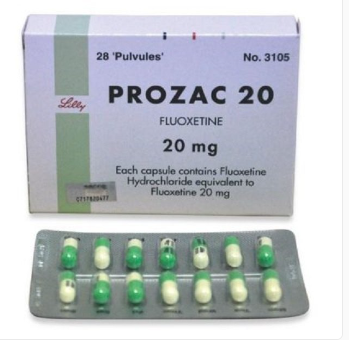 28 'Pulvules'
No. 3105
Lilly
PROZAC 20
FLUOXETINE
20 mg
Each capsule contains Fluoxetine
Hydrochloride equivalent to
Fluoxetine 20 mg